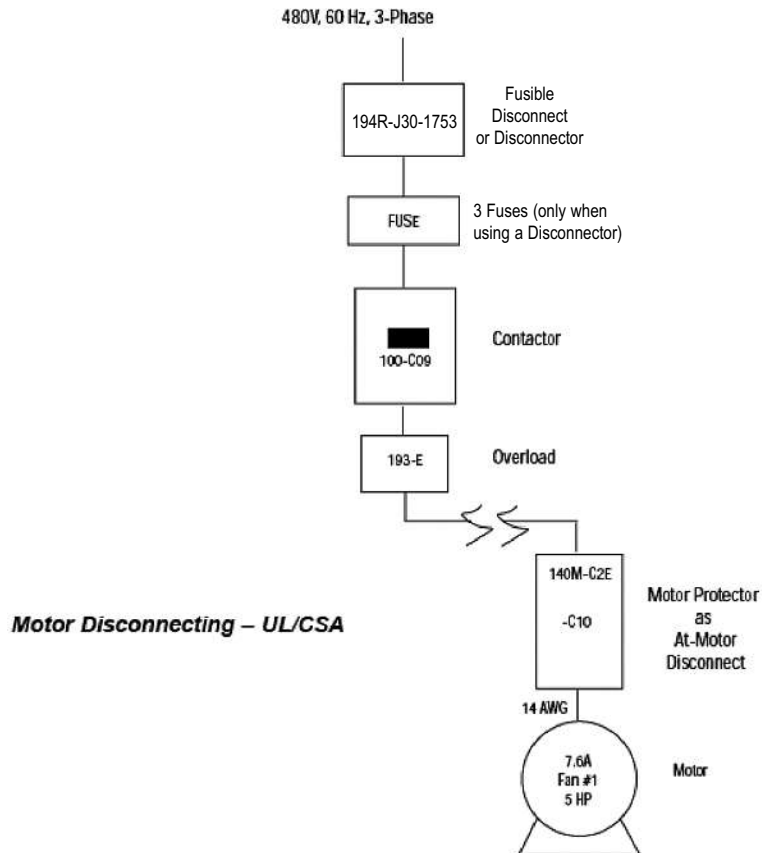 480V, 60 Hz, 3-Phase
194R-J30-1753
Fusible
Disconnect
or Disconnector
FUSE
3 Fuses (only when
using a Disconnector)
100-C09
Contactor
193-E
Overload
140M-C2E
-C10
Motor Protector
as
At-Motor
Disconnect
Motor Disconnecting – UL/CSA
14 AWG
7.6A
Fan #1
5 HP
Motor